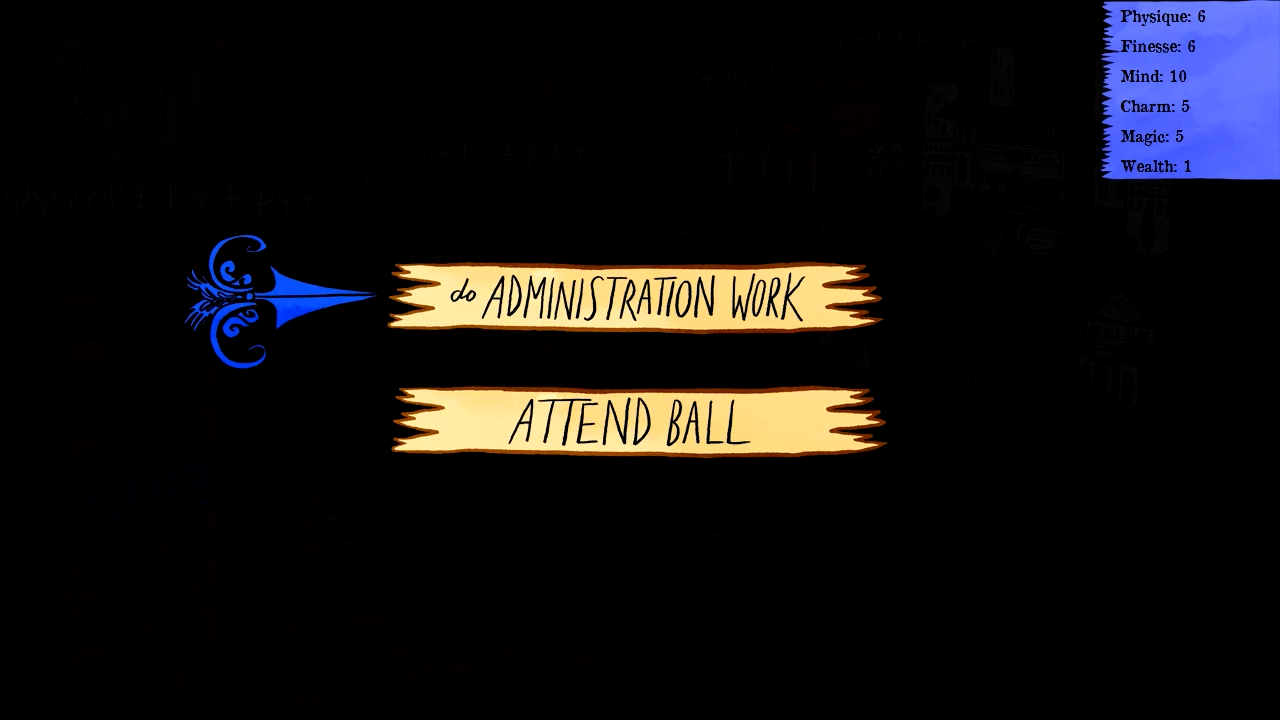 Physique: 6
Finesse: 6
Mind: 10
Charm: 5
Magic: 5
Wealth: 1
do ADMINISTRATION WORK
ATTEND BALL